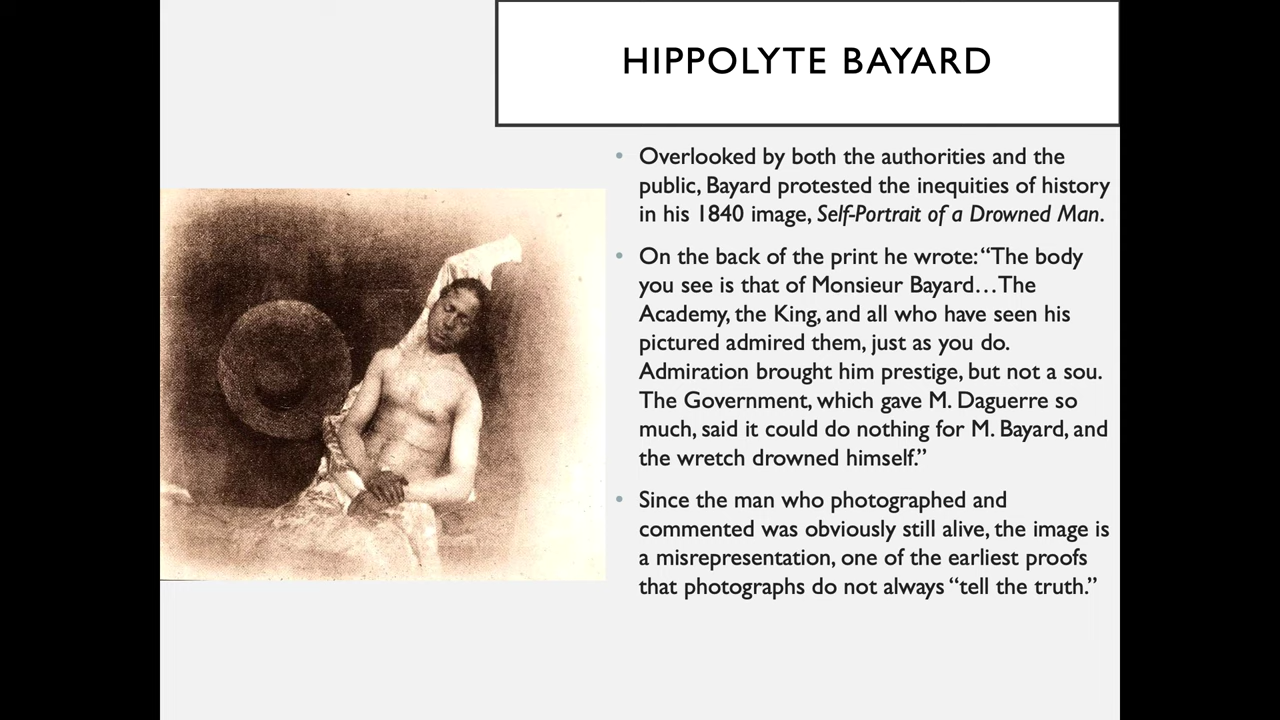 HIPPOLYTE BAYARD
• Overlooked by both the authorities and the
public, Bayard protested the inequities of history
in his 1840 image, Self-Portrait of a Drowned Man.
• On the back of the print he wrote: “The body
you see is that of Monsieur Bayard…The
Academy, the King, and all who have seen his
pictured admired them, just as you do.
Admiration brought him prestige, but not a sou.
The Government, which gave M. Daguerre so
much, said it could do nothing for M. Bayard, and
the wretch drowned himself.”
• Since the man who photographed and
commented was obviously still alive, the image is
a misrepresentation, one of the earliest proofs
that photographs do not always “tell the truth.”